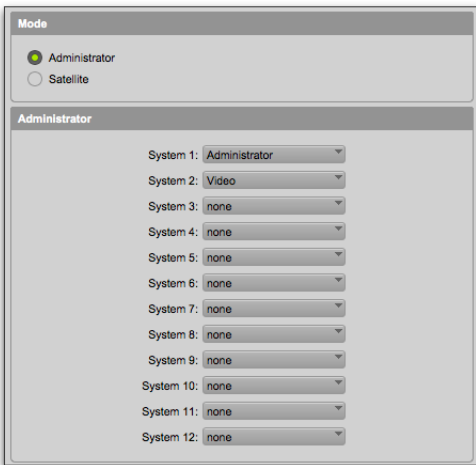 Mode
Administrator
Satellite
Administrator
System 1: Administrator
System 2: Video
System 3: none
System 4: none
System 5: none
System 6: none
System 7: none
System 8: none
System 9: none
System 10: none
System 11: none
System 12: none